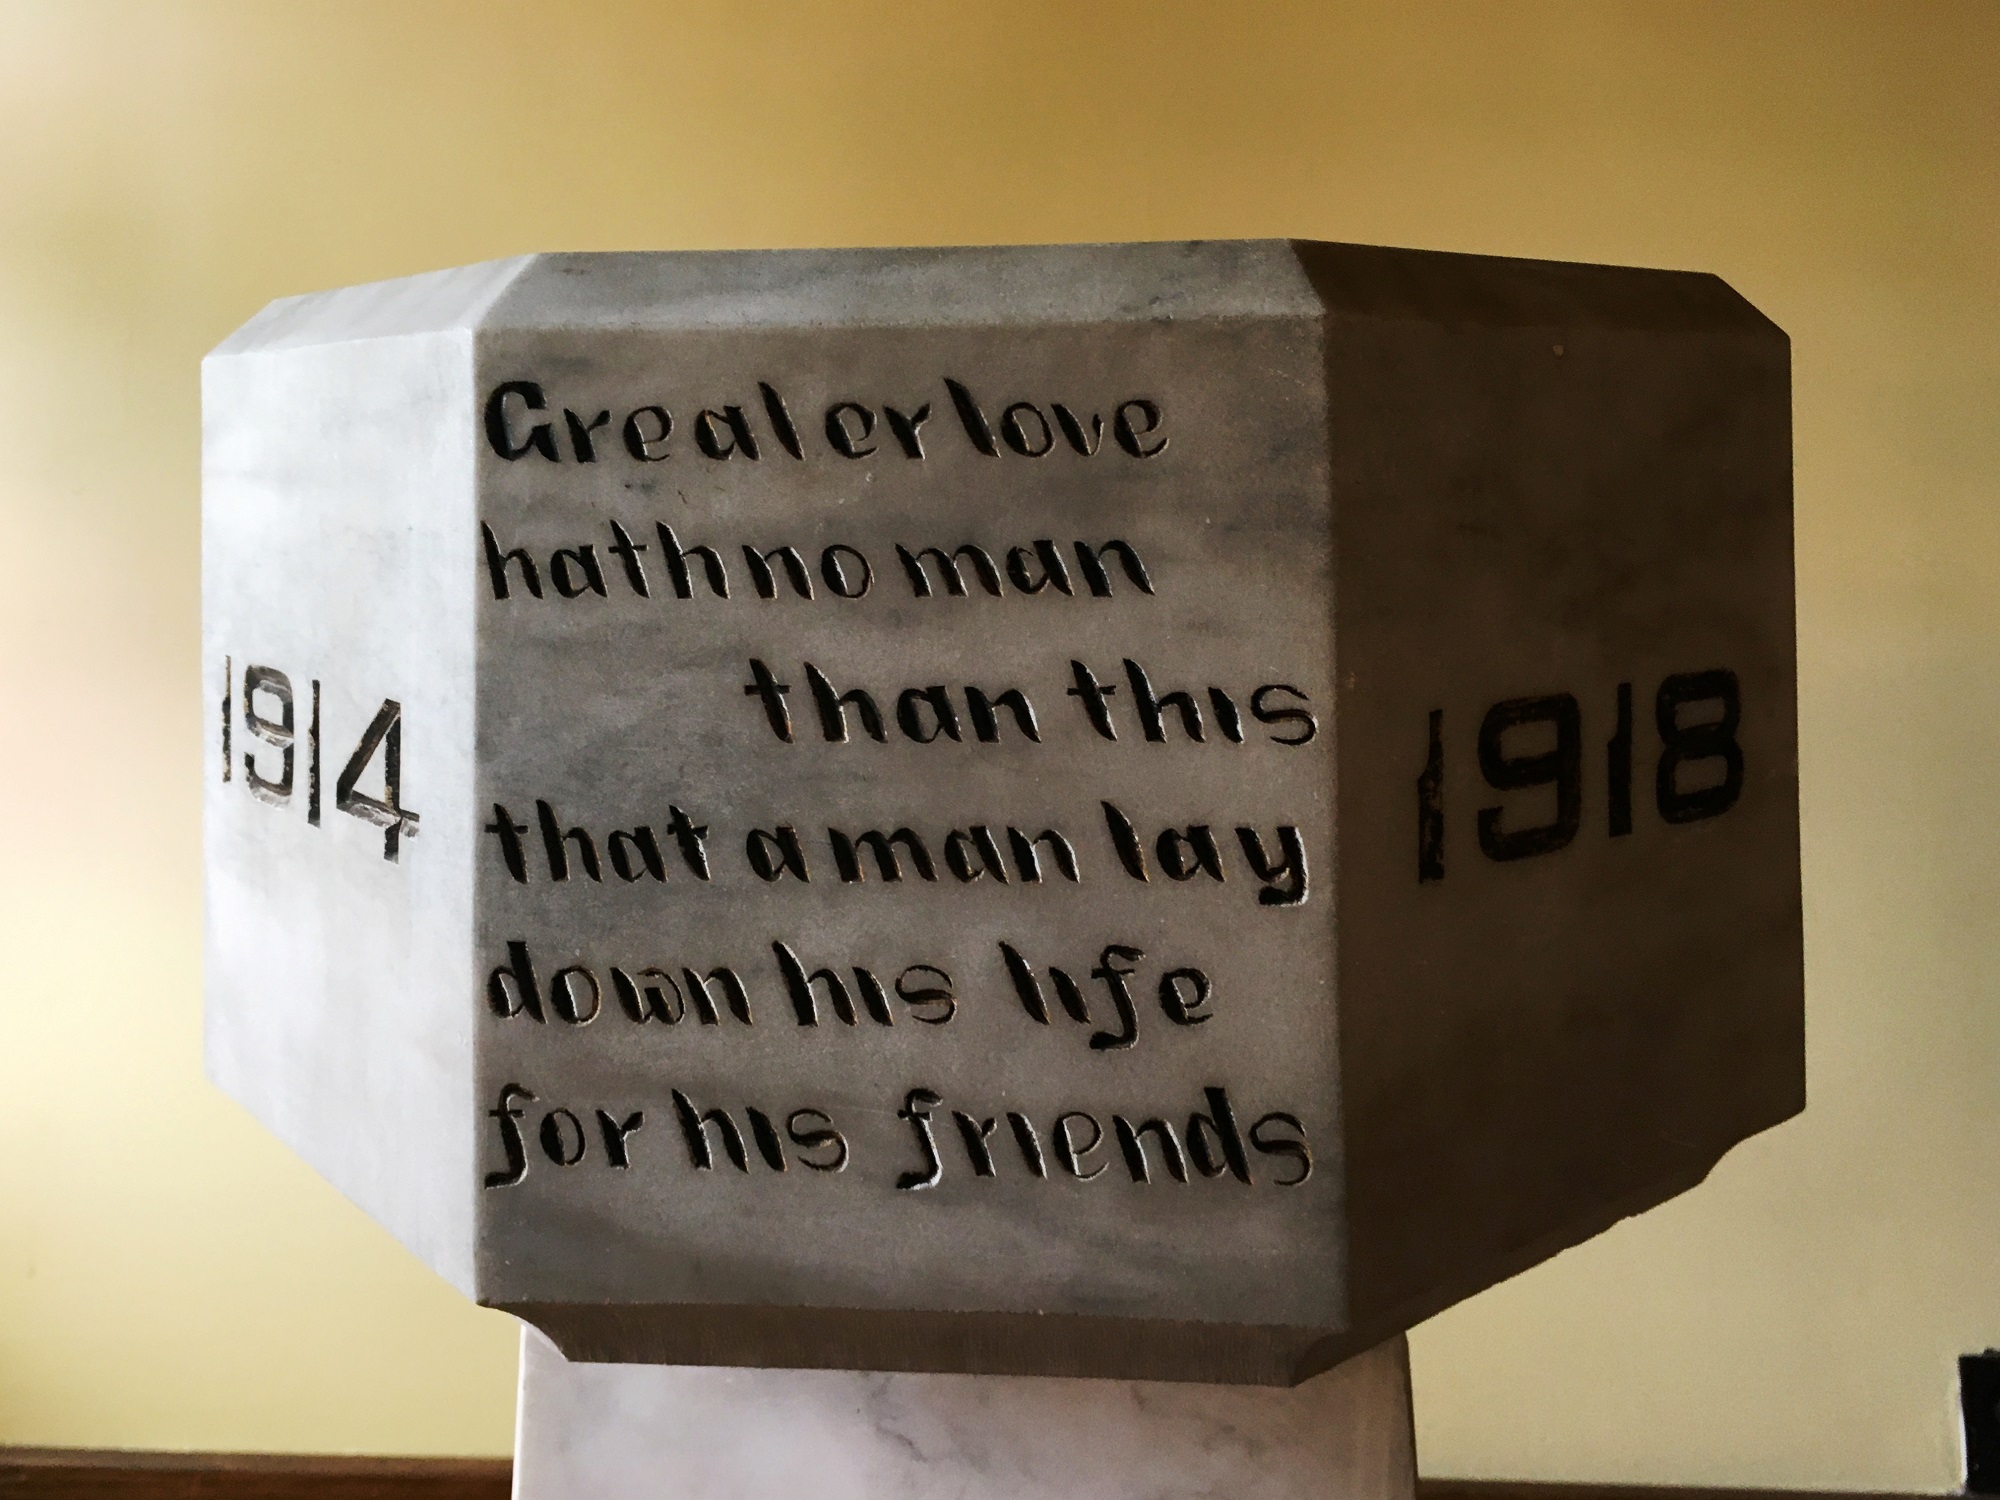 1914
Greater love
hath no man
than this
that a man lay
down his life
for his friends
1918